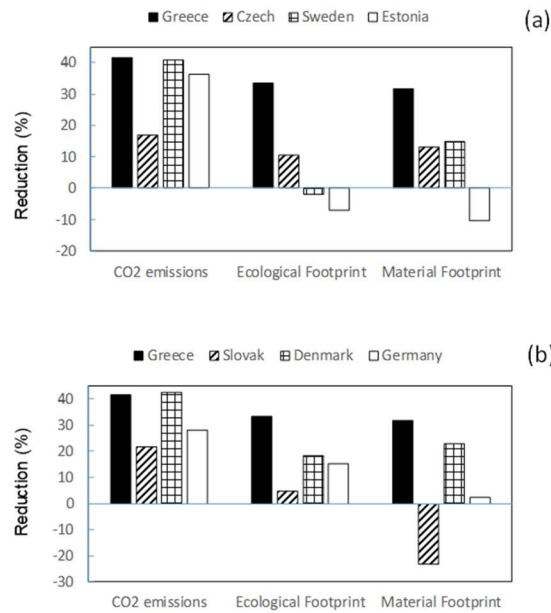 (a)
Greece Czech Sweden Estonia
Reduction (%)
40
30
20
10
0
-10
-20
CO2 emissions Ecological Footprint Material Footprint
(b)
Greece Slovak Denmark Germany
Reduction (%)
40
30
20
10
0
-10
-20
-30
CO2 emissions Ecological Footprint Material Footprint